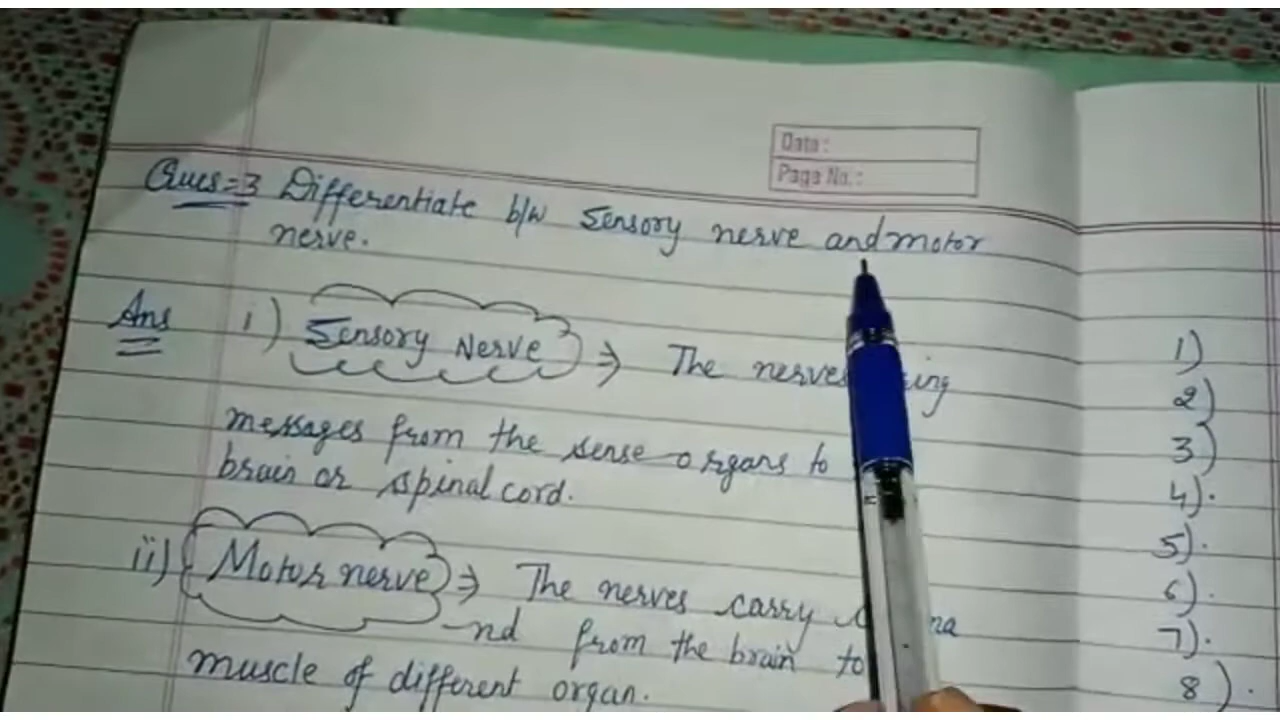 Date:
Page No.:
Ques=3 Differentiate b/w Sensory nerve and motor
nerve.
Ans i) Sensory Nerve ⇒ The nerves
messages from the sense organs to
brain or spinal cord.
ii) Motor nerve ⇒ The nerves carry
-nd from the brain to
muscle of different organ.
1)
2)
3)
4).
5).
6).
7).
8).